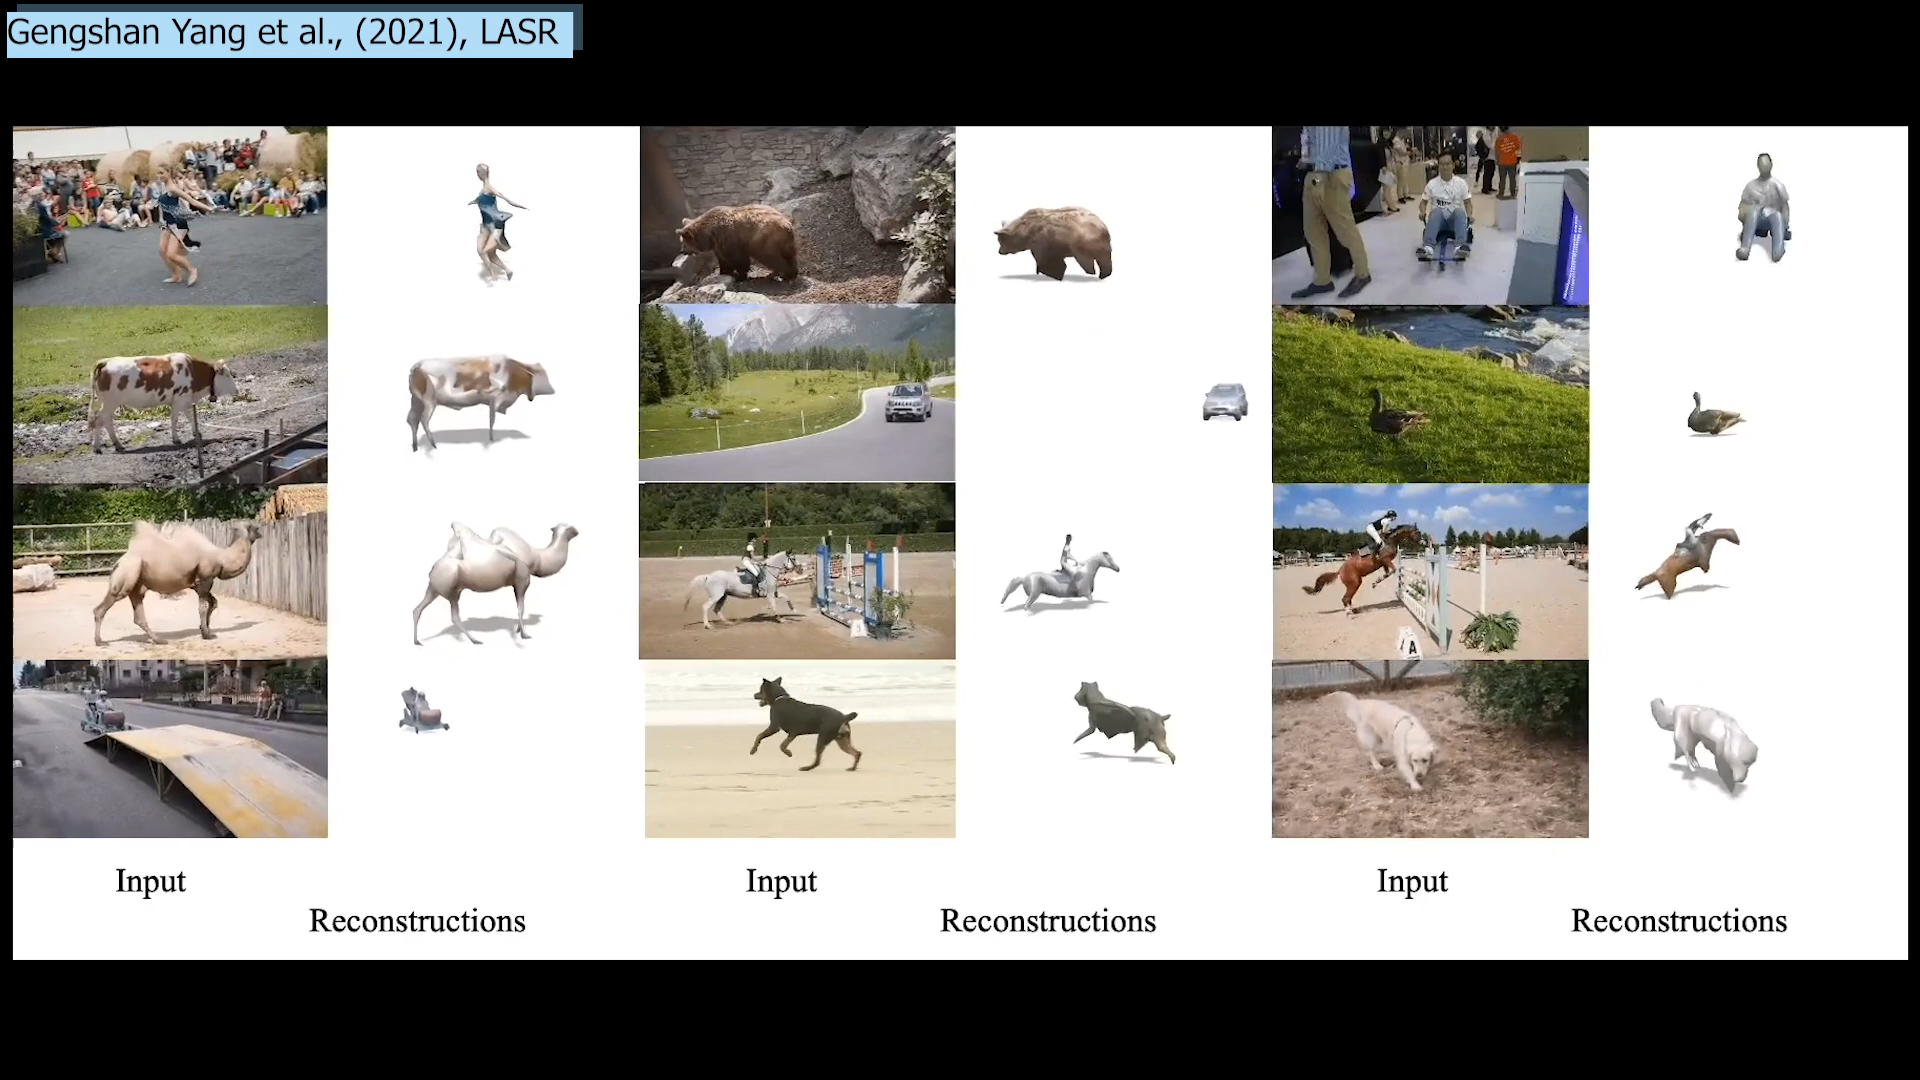 Gengshan Yang et al., (2021), LASR
A
Input
Input
Input
Reconstructions
Reconstructions
Reconstructions